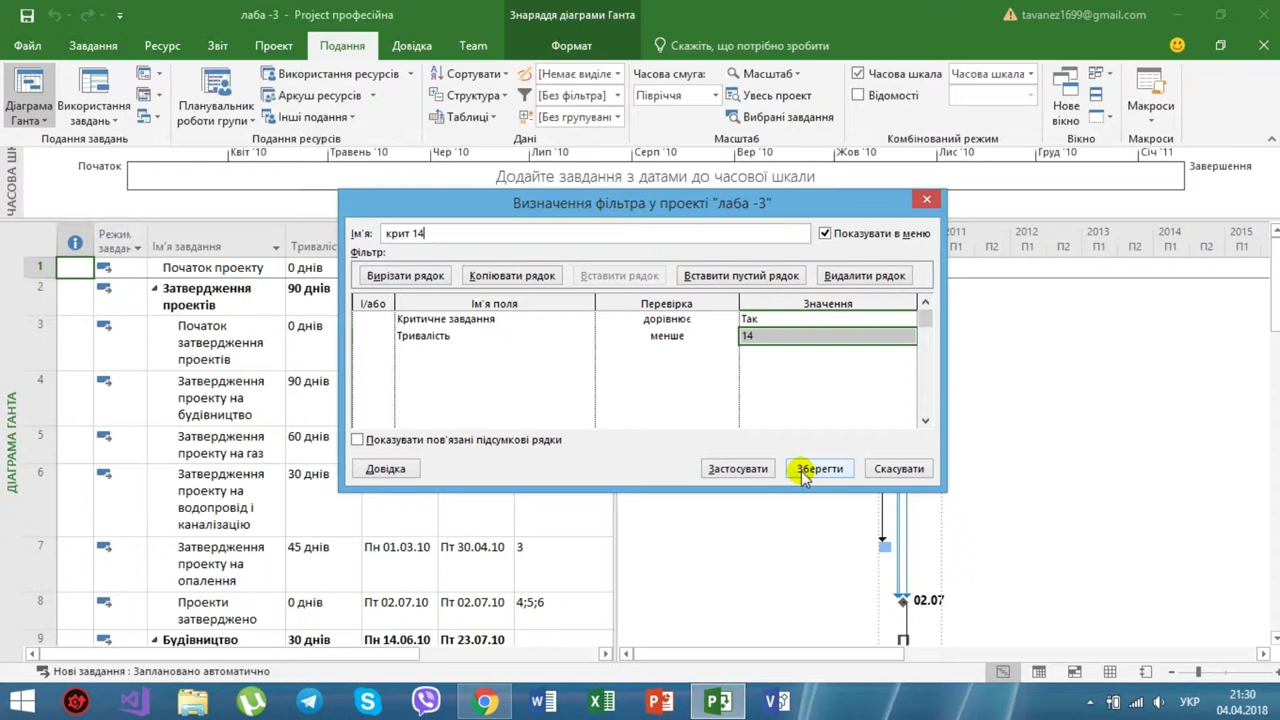 лаба -3 - Project професійна
Знаряддя діаграми Ганта
tavanez1699@gmail.com
Файл Завдання Ресурс Звіт Проект Подання Довідка Team Формат Скажіть, що потрібно зробити
Діаграма Ганта
Використання завдань
Планувальник роботи групи
Використання ресурсів
Аркуш ресурсів
Інші подання
Сортувати
Структура
Таблиці
[Немає виділе
[Без фільтра]
[Без групуванн
Часова смуга:
Півріччя
Масштаб
Увесь проект
Вибрані завдання
Часова шкала
Відомості
Часова шкала
Нове вікно
Макроси
Подання завдань Подання ресурсів Дані Масштаб Комбінований режим Вікно Макроси
ЧАСОВА ШК
Початок
Квіт '10 Травень '10 Чер '10 Лип '10 Серп '10 Вер '10 Жов '10 Лис '10 Груд '10 Січ '11
Завершення
Додайте завдання з датами до часової шкали
Визначення фільтра у проекті "лаба -3"
Ім'я: крит 14
Показувати в меню
Фільтр:
Вирізати рядок Копіювати рядок Вставити рядок Вставити пустий рядок Видалити рядок
І/або Ім'я поля Перевірка Значення
Критичне завдання дорівнює Так
Тривалість менше 14
Показувати пов'язані підсумкові рядки
Довідка Застосувати Зберегти Скасувати
ДІАГРАМА ГАНТА
Режим завдан
Ім'я завдання
Триваліс
2011 2012 2013 2014 2015
П1 П2 П1 П2 П1 П2 П1 П2 П1
1 Початок проекту 0 днів
2 Затвердження проектів 90 днів
3 Початок затвердження проектів 0 днів
4 Затвердження проекту на будівництво 90 днів
5 Затвердження проекту на газ 60 днів
6 Затвердження проекту на водопровід і каналізацію 30 днів
7 Затвердження проекту на опалення 45 днів Пн 01.03.10 Пт 30.04.10 3
8 Проекти затверджено 0 днів Пт 02.07.10 Пт 02.07.10 4;5;6
02.07
9 Будівництво 30 днів Пн 14.06.10 Пт 23.07.10
Нові завдання : Заплановано автоматично
УКР
21:30
04.04.2018